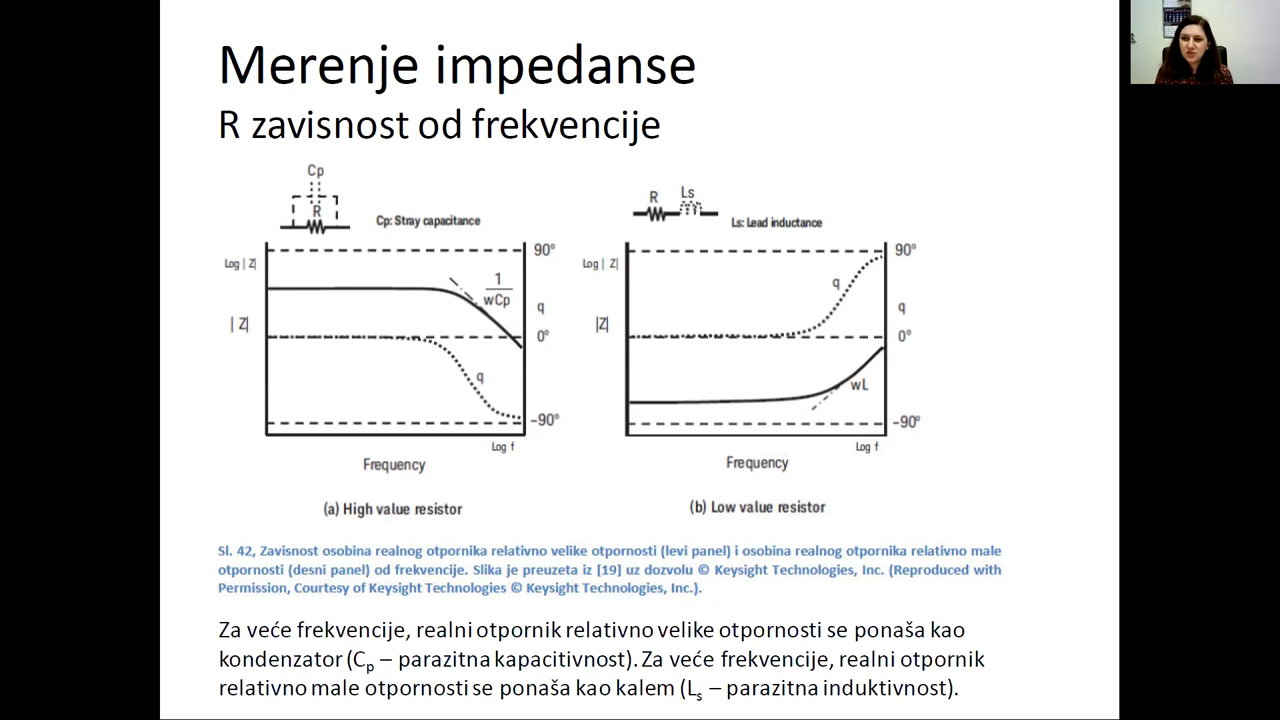 Merenje impedanse
R zavisnost od frekvencije
Cp
R
Cp: Stray capacitance
Log | Z|
| Z|
90°
1
wCp
q
0°
q
–90°
Log f
Frequency
(a) High value resistor
R
Ls
Ls: Lead inductance
Log | Z|
|Z|
90°
q
q
0°
wL
–90°
Log f
Frequency
(b) Low value resistor
Sl. 42, Zavisnost osobina realnog otpornika relativno velike otpornosti (levi panel) i osobina realnog otpornika relativno male
otpornosti (desni panel) od frekvencije. Slika je preuzeta iz [19] uz dozvolu © Keysight Technologies, Inc. (Reproduced with
Permission, Courtesy of Keysight Technologies © Keysight Technologies, Inc.).
Za veće frekvencije, realni otpornik relativno velike otpornosti se ponaša kao
kondenzator (Cp – parazitna kapacitivnost). Za veće frekvencije, realni otpornik
relativno male otpornosti se ponaša kao kalem (Ls – parazitna induktivnost).